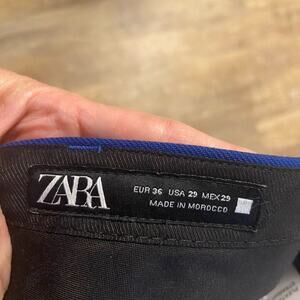 ZARA
EUR 36 USA 29 MEX 29
MADE IN MOROCCO